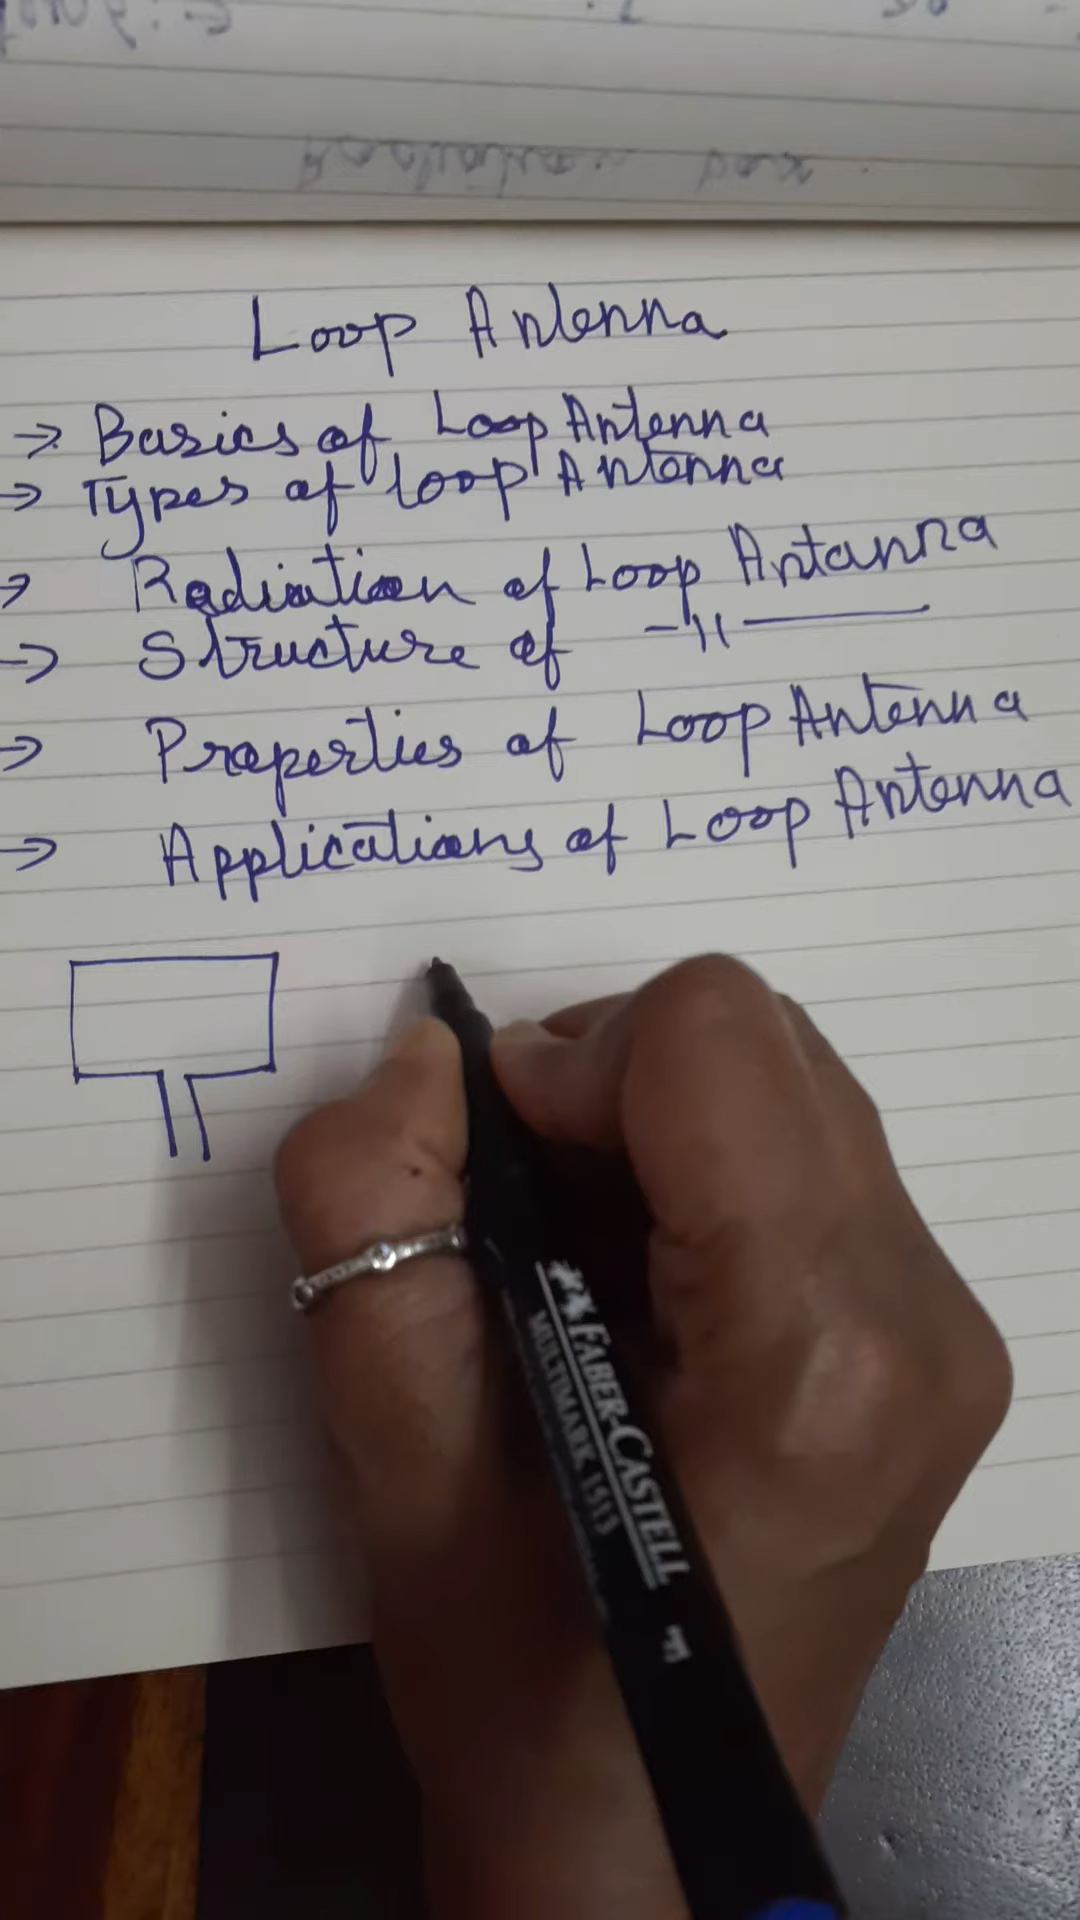 Loop Antenna
→ Basics of Loop Antenna
→ Types of loop Antenna
→ Radiation of Loop Antanna
→ Structure of -11-
→ Properties of Loop Antenna
→ Applications of Loop Antenna
FABER-CASTELL
MULTIMARK 1513
F